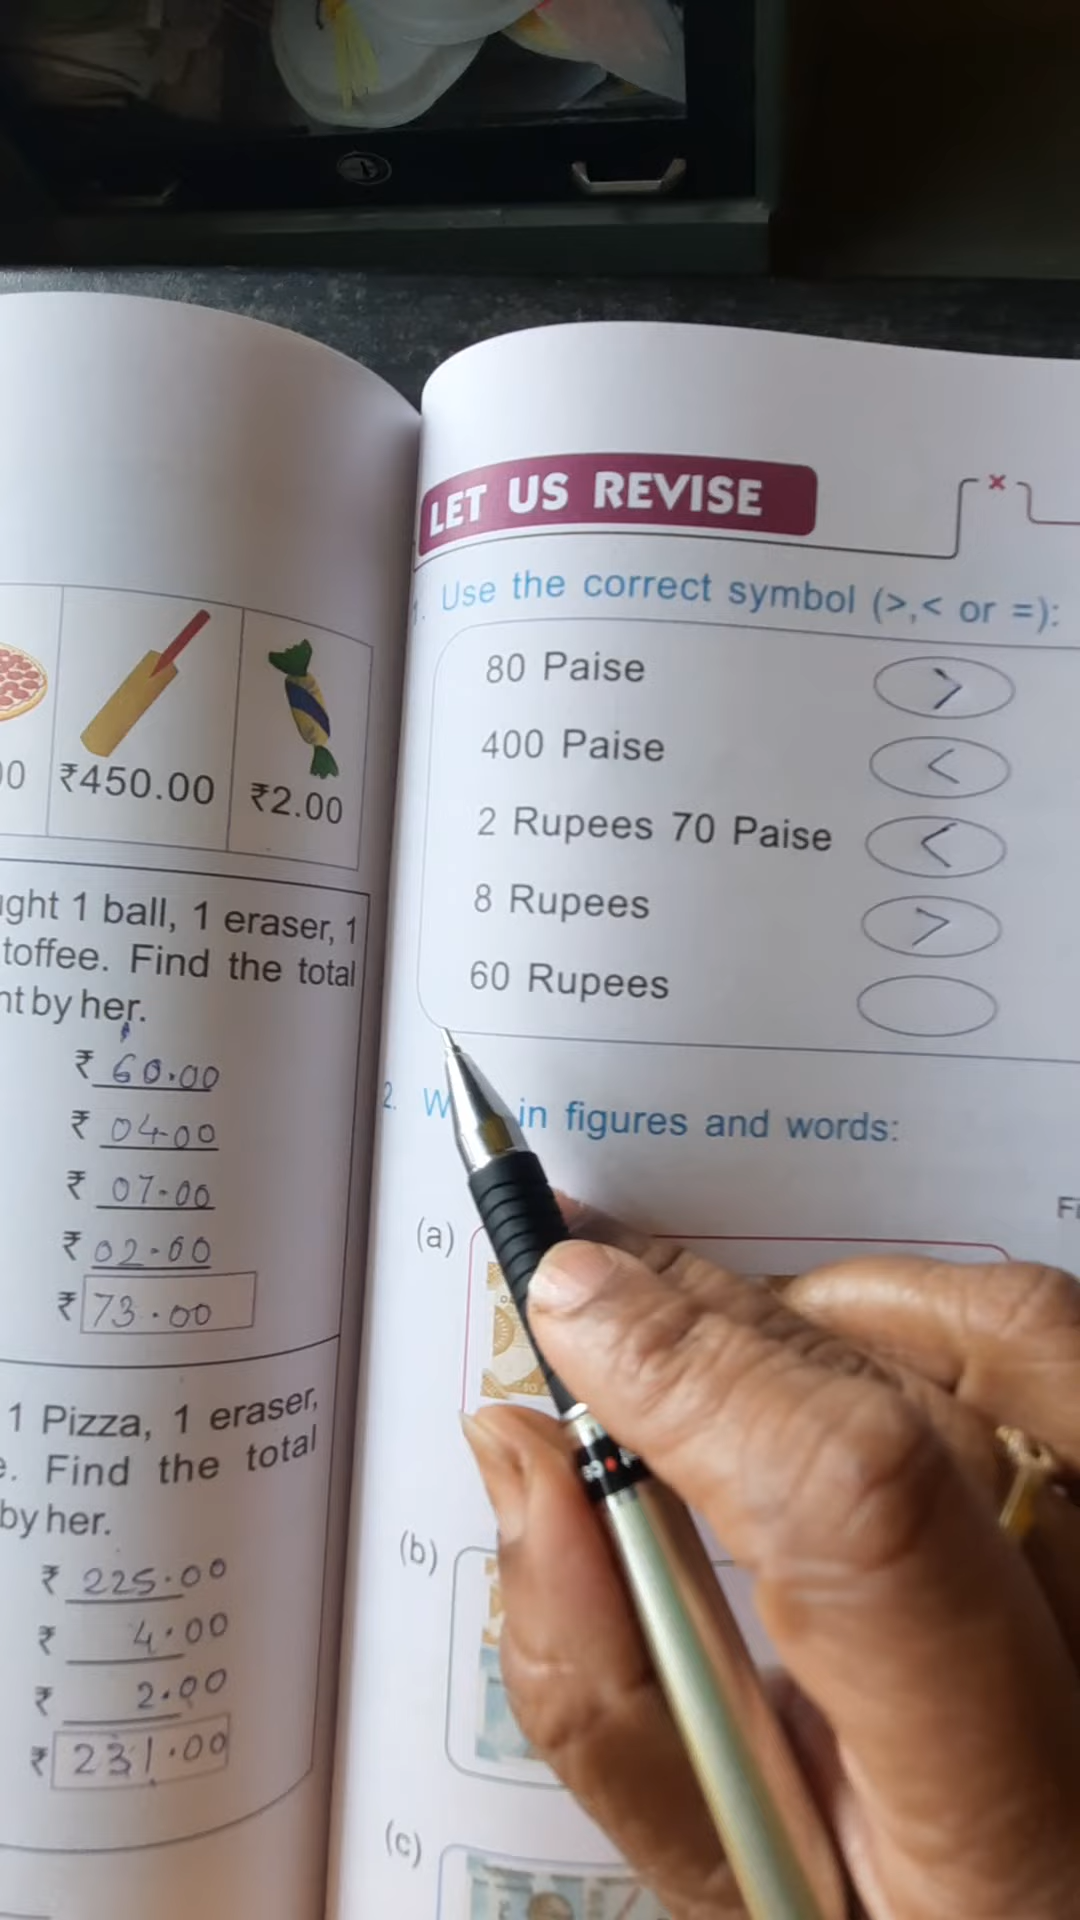 ₹450.00
₹2.00
ght 1 ball, 1 eraser, 1
toffee. Find the total
by her.
₹ 60.00
₹ 04.00
₹ 07.00
₹ 02.00
₹ 73.00
1 Pizza, 1 eraser,
Find the total
by her.
₹ 225.00
₹ 4.00
₹ 2.00
₹ 231.00
LET US REVISE
1. Use the correct symbol (>,< or =):
80 Paise >
400 Paise <
2 Rupees 70 Paise <
8 Rupees >
60 Rupees
2. W in figures and words:
(a)
(b)
(c)